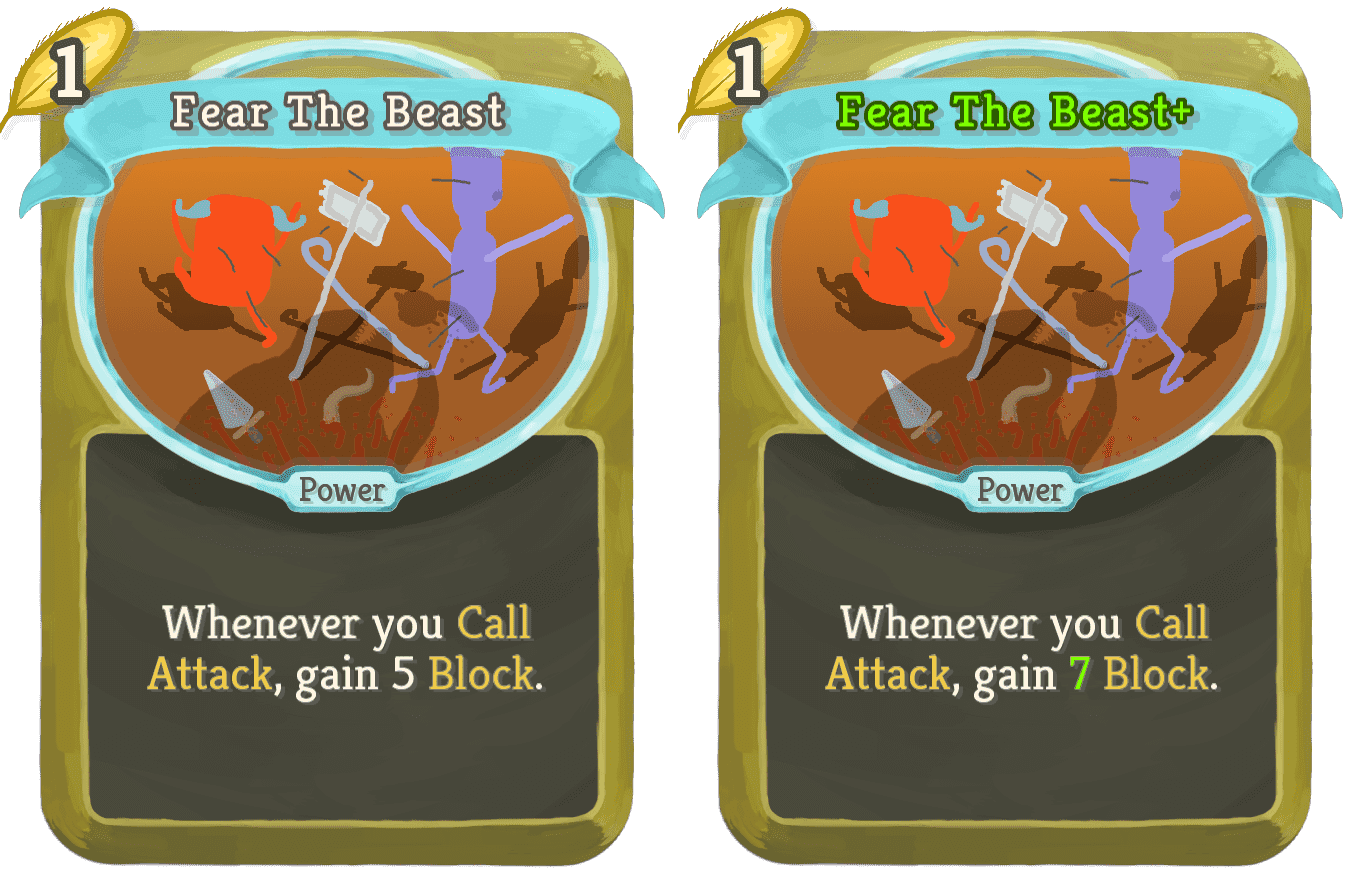 1
Fear The Beast
Power
Whenever you Call
Attack, gain 5 Block.
1
Fear The Beast+
Power
Whenever you Call
Attack, gain 7 Block.